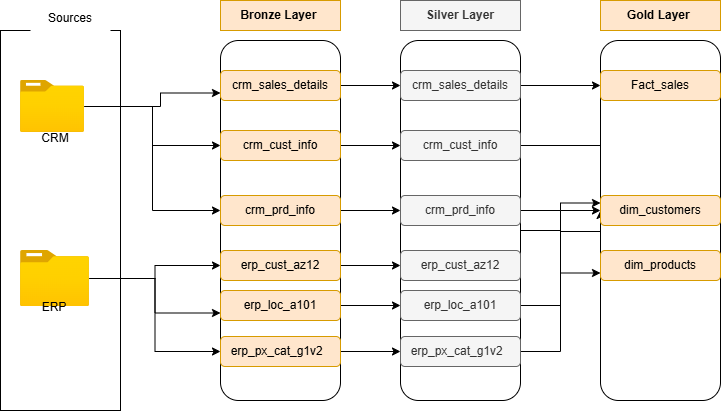 Sources
Bronze Layer
Silver Layer
Gold Layer
CRM
ERP
crm_sales_details
crm_cust_info
crm_prd_info
erp_cust_az12
erp_loc_a101
erp_px_cat_g1v2
crm_sales_details
crm_cust_info
crm_prd_info
erp_cust_az12
erp_loc_a101
erp_px_cat_g1v2
Fact_sales
dim_customers
dim_products